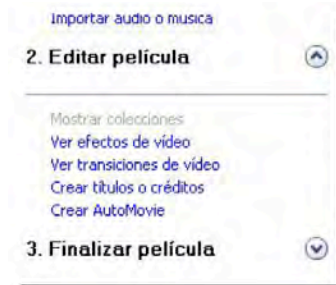 Importar audio o musica
2. Editar película
Mostrar colecciones
Ver efectos de vídeo
Ver transiciones de vídeo
Crear títulos o créditos
Crear AutoMovie
3. Finalizar película